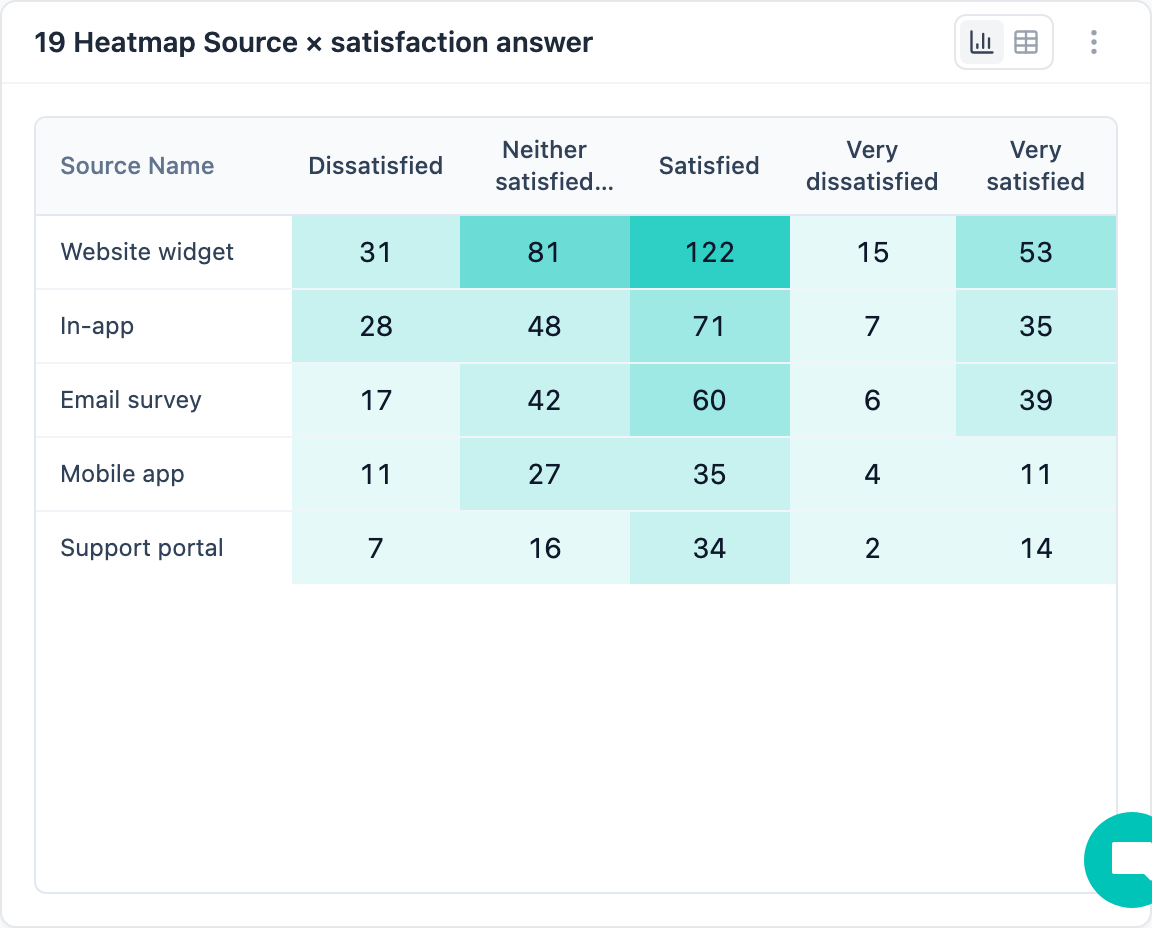 19 Heatmap Source × satisfaction answer
Source Name Dissatisfied Neither satisfied... Satisfied Very dissatisfied Very satisfied
Website widget 31 81 122 15 53
In-app 28 48 71 7 35
Email survey 17 42 60 6 39
Mobile app 11 27 35 4 11
Support portal 7 16 34 2 14